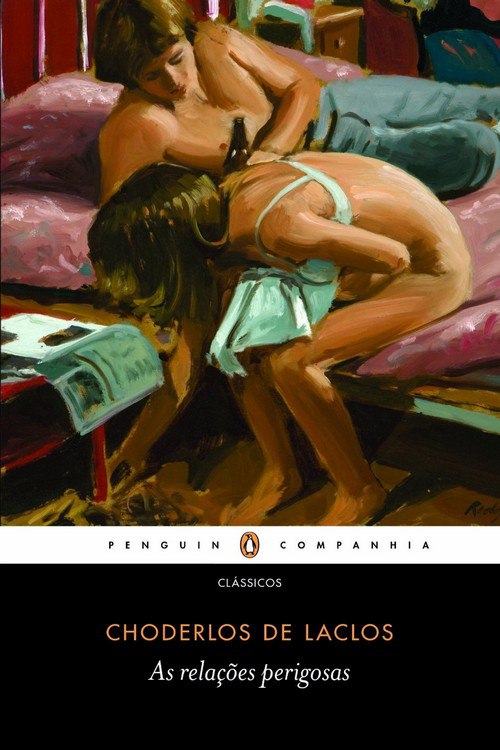 PENGUIN COMPANHIA
CLÁSSICOS
CHODERLOS DE LACLOS
As relações perigosas